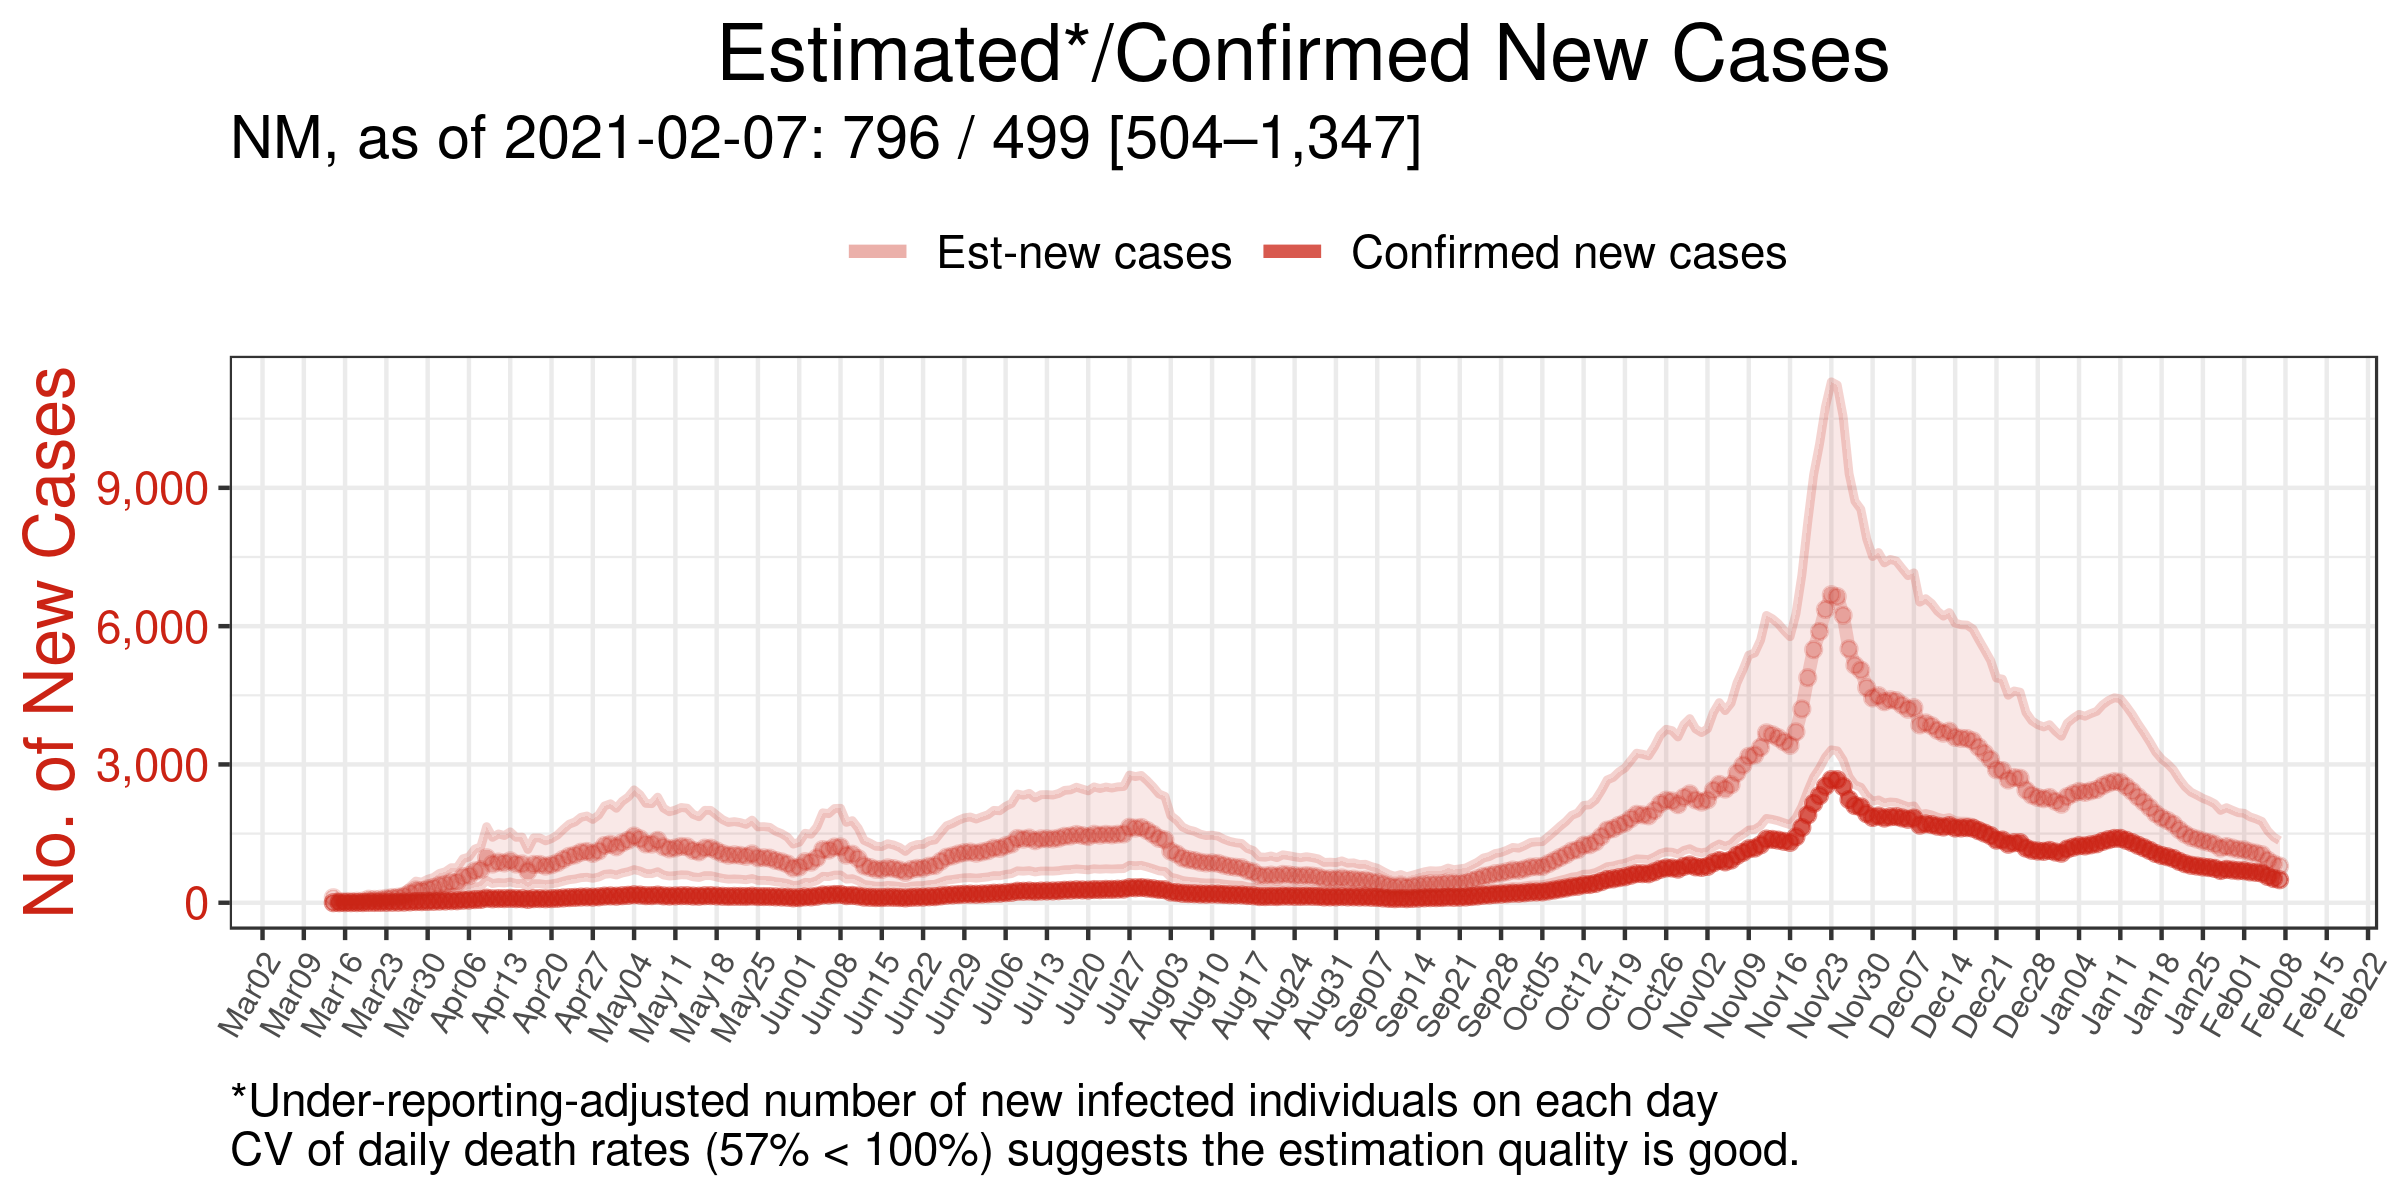 Estimated*/Confirmed New Cases
NM, as of 2021-02-07: 796 / 499 [504–1,347]
Est-new cases
Confirmed new cases
No. of New Cases
9,000
6,000
3,000
0
Mar02
Mar09
Mar16
Mar23
Mar30
Apr06
Apr13
Apr20
Apr27
May04
May11
May18
May25
Jun01
Jun08
Jun15
Jun22
Jun29
Jul06
Jul13
Jul20
Jul27
Aug03
Aug10
Aug17
Aug24
Aug31
Sep07
Sep14
Sep21
Sep28
Oct05
Oct12
Oct19
Oct26
Nov02
Nov09
Nov16
Nov23
Nov30
Dec07
Dec14
Dec21
Dec28
Jan04
Jan11
Jan18
Jan25
Feb01
Feb08
Feb15
Feb22
*Under-reporting-adjusted number of new infected individuals on each day
CV of daily death rates (57% < 100%) suggests the estimation quality is good.